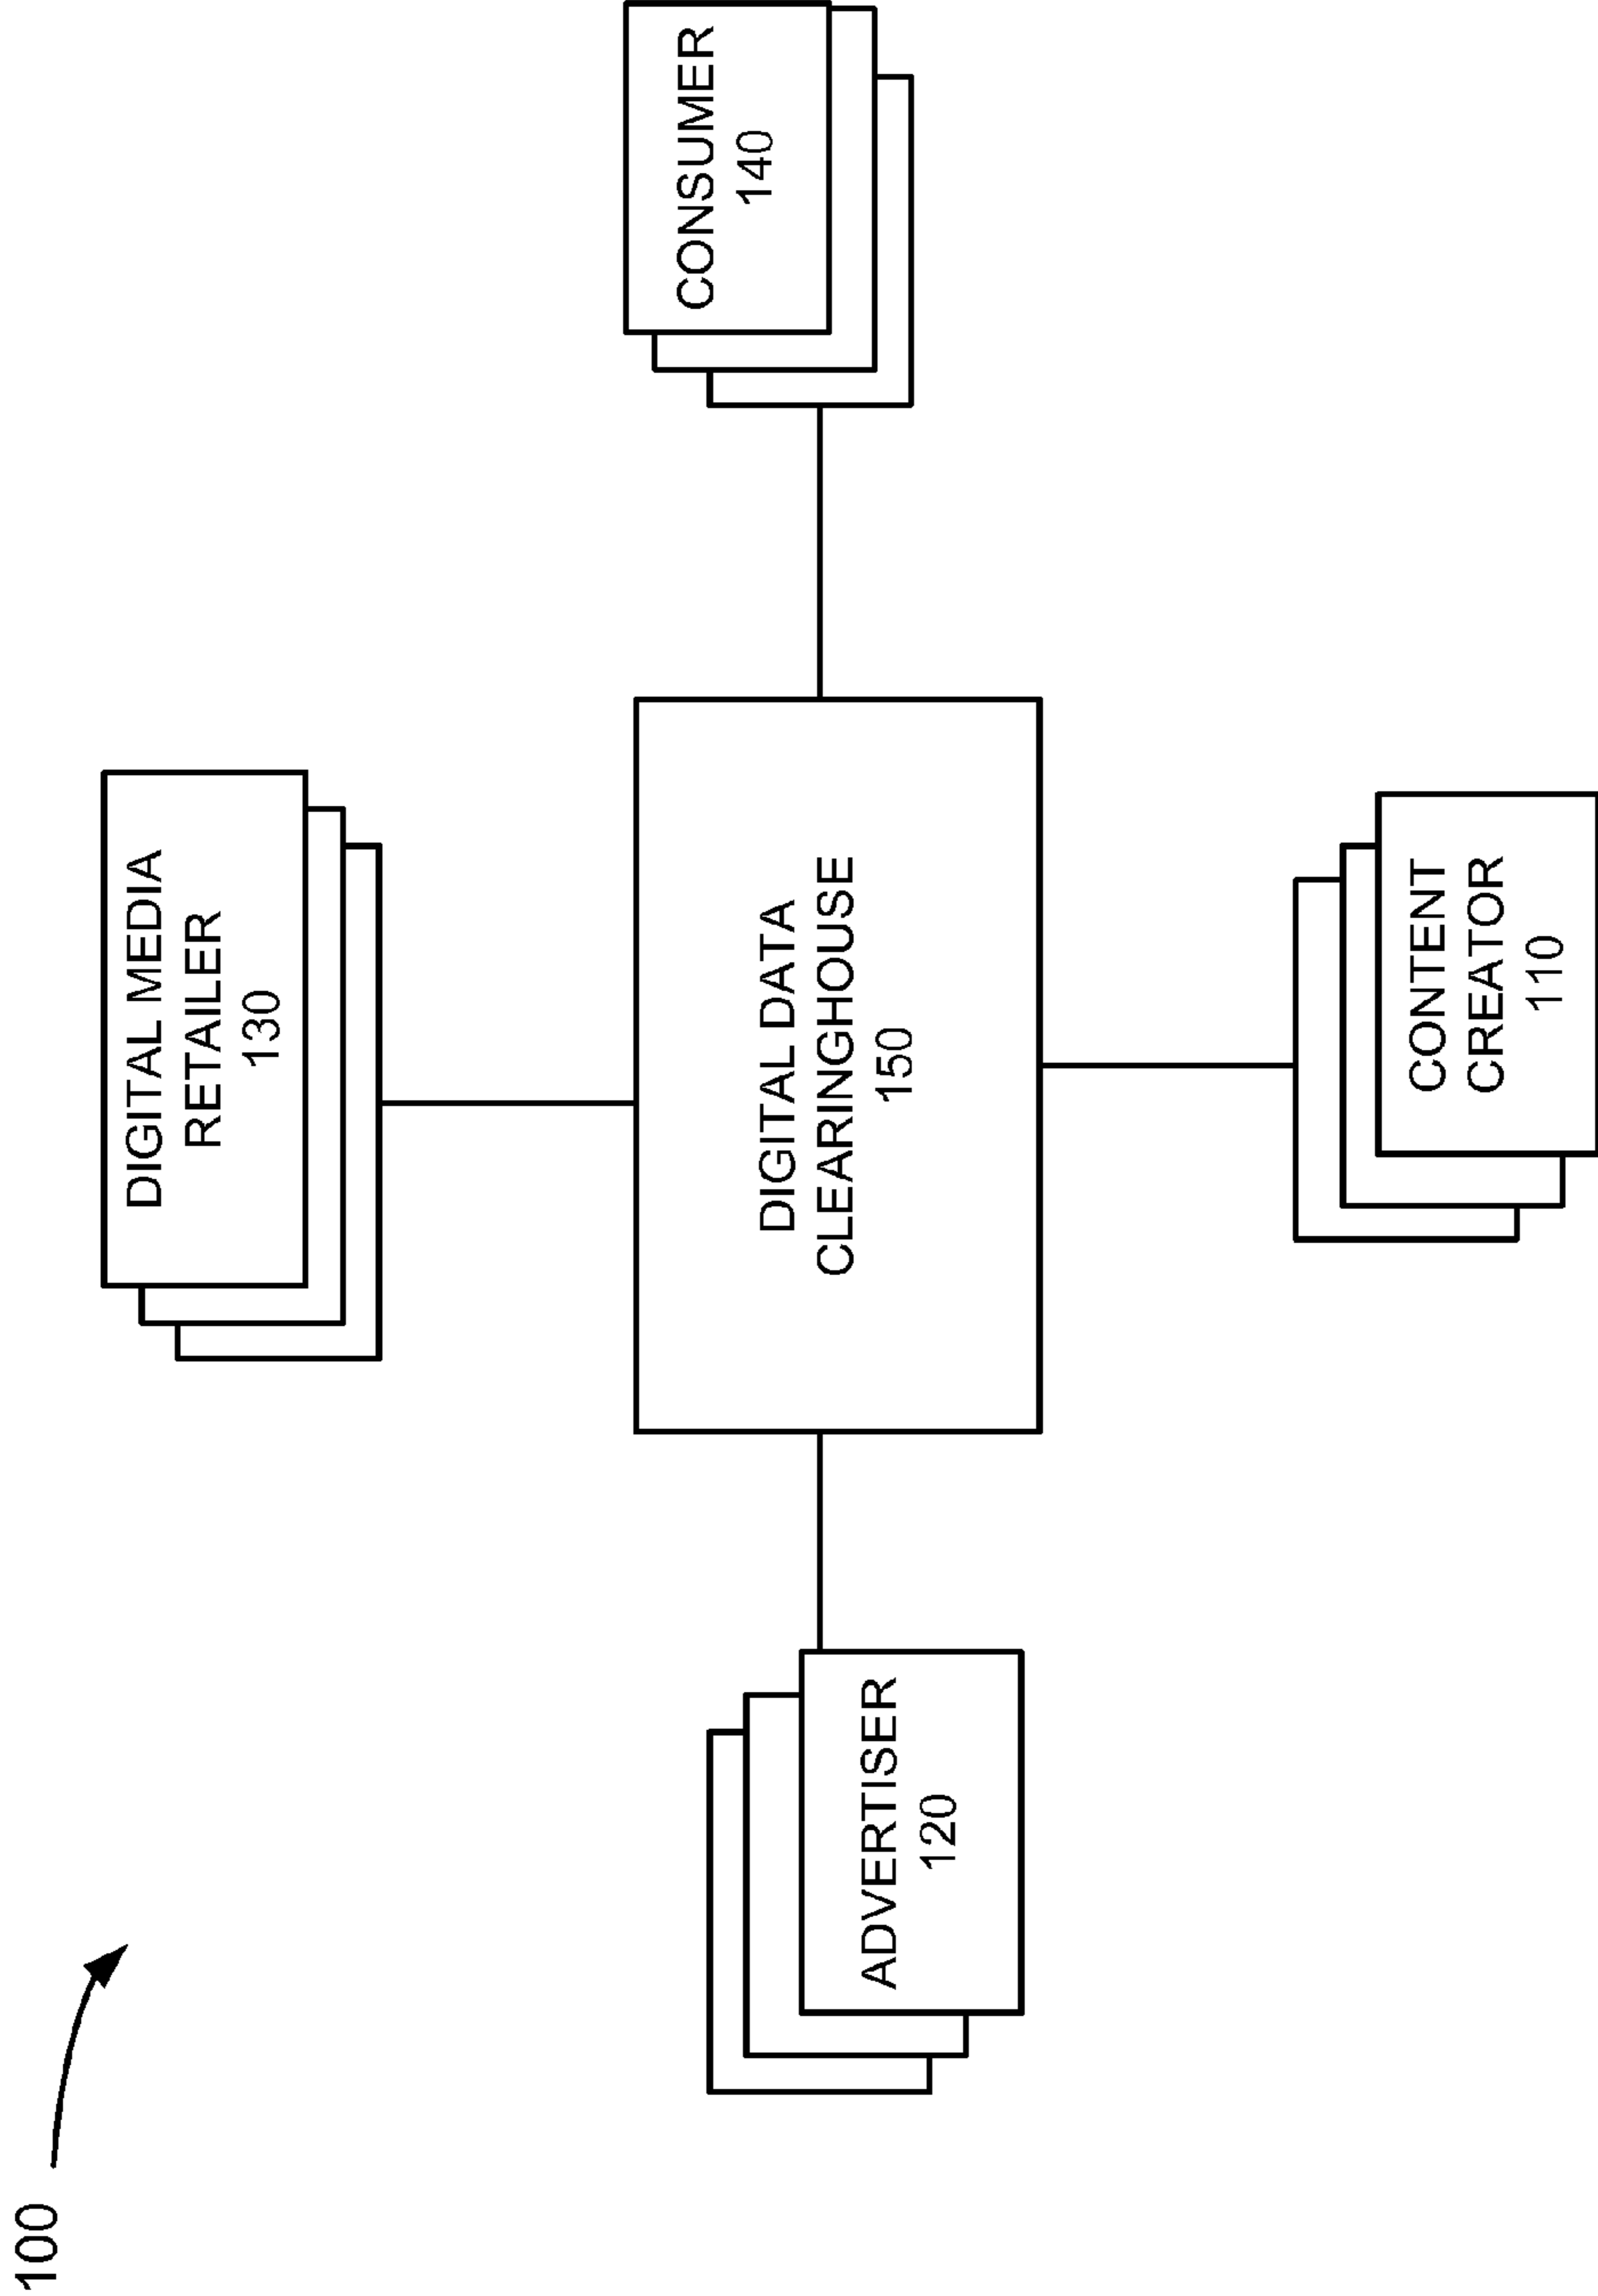 100
DIGITAL MEDIA
RETAILER
130
ADVERTISER
120
DIGITAL DATA
CLEARINGHOUSE
150
CONSUMER
140
CONTENT
CREATOR
110